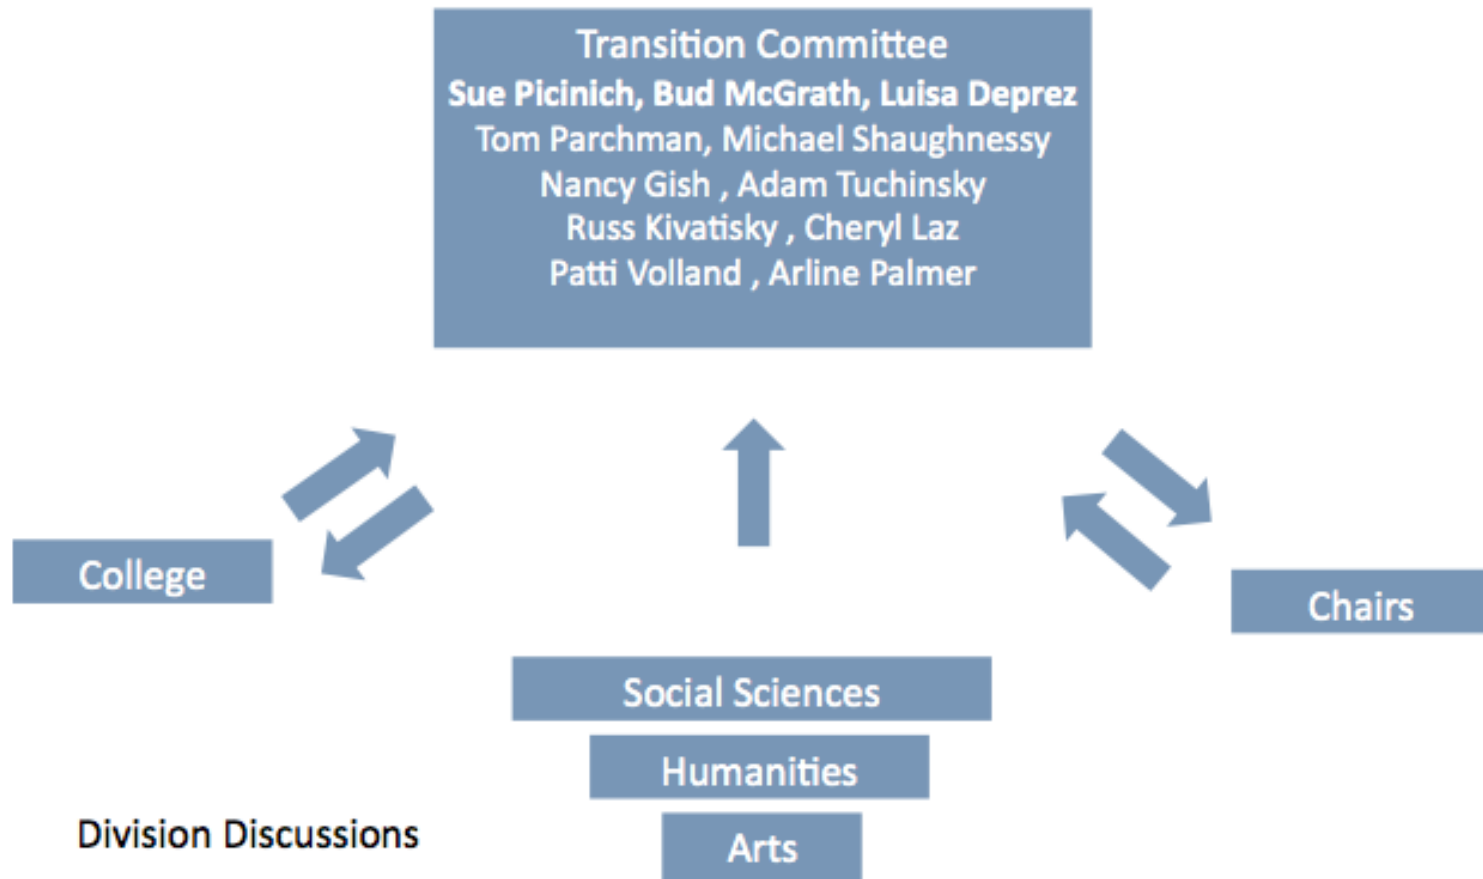 Transition Committee
Sue Picinich, Bud McGrath, Luisa Deprez
Tom Parchman, Michael Shaughnessy
Nancy Gish , Adam Tuchinsky
Russ Kivatisky , Cheryl Laz
Patti Volland , Arline Palmer
College
Chairs
Social Sciences
Humanities
Division Discussions
Arts